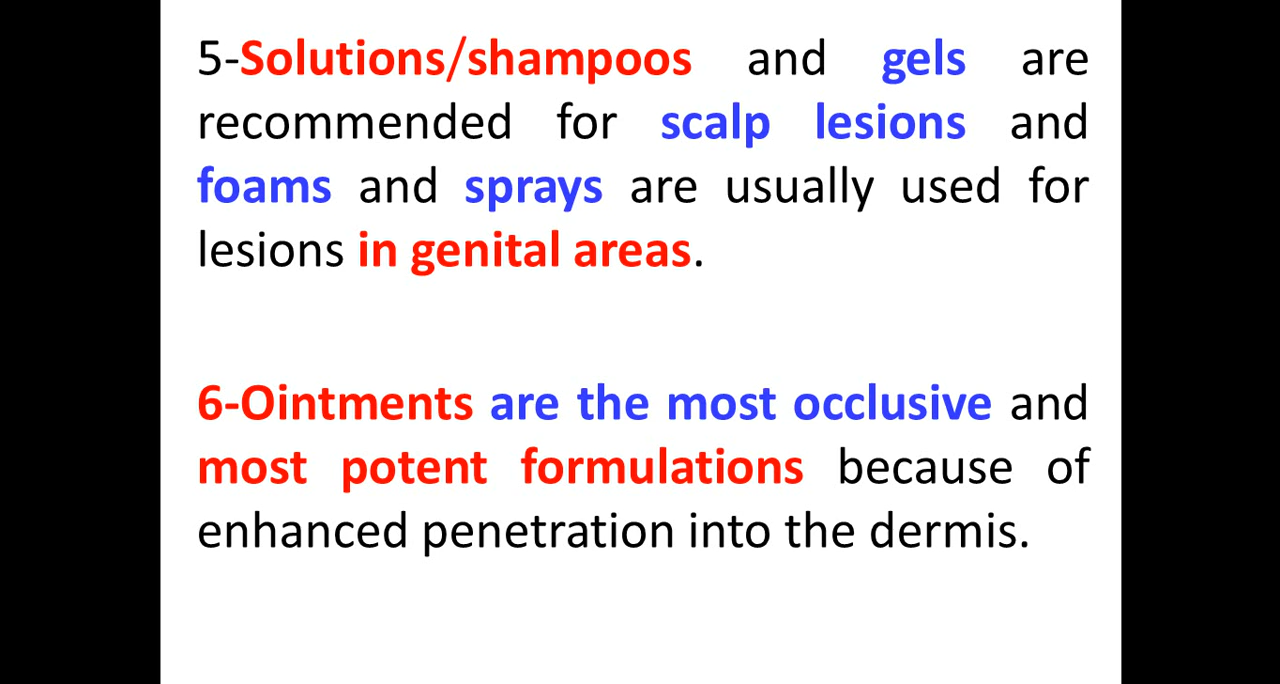 5-Solutions/shampoos and gels are
recommended for scalp lesions and
foams and sprays are usually used for
lesions in genital areas.
6-Ointments are the most occlusive and
most potent formulations because of
enhanced penetration into the dermis.